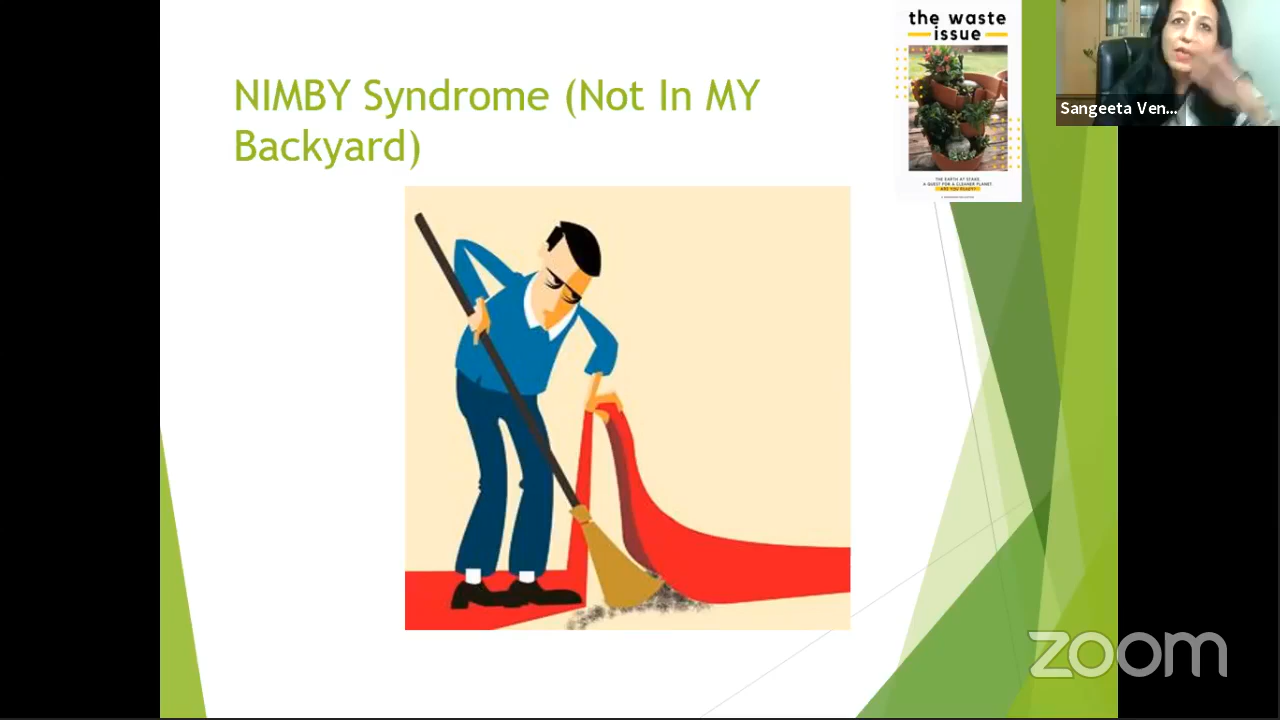 NIMBY Syndrome (Not In MY
Backyard)
the waste
issue
THE EARTH AT STAKE.
A QUEST FOR A CLEANER PLANET.
ARE YOU READY?
Sangeeta Ven...
zoom